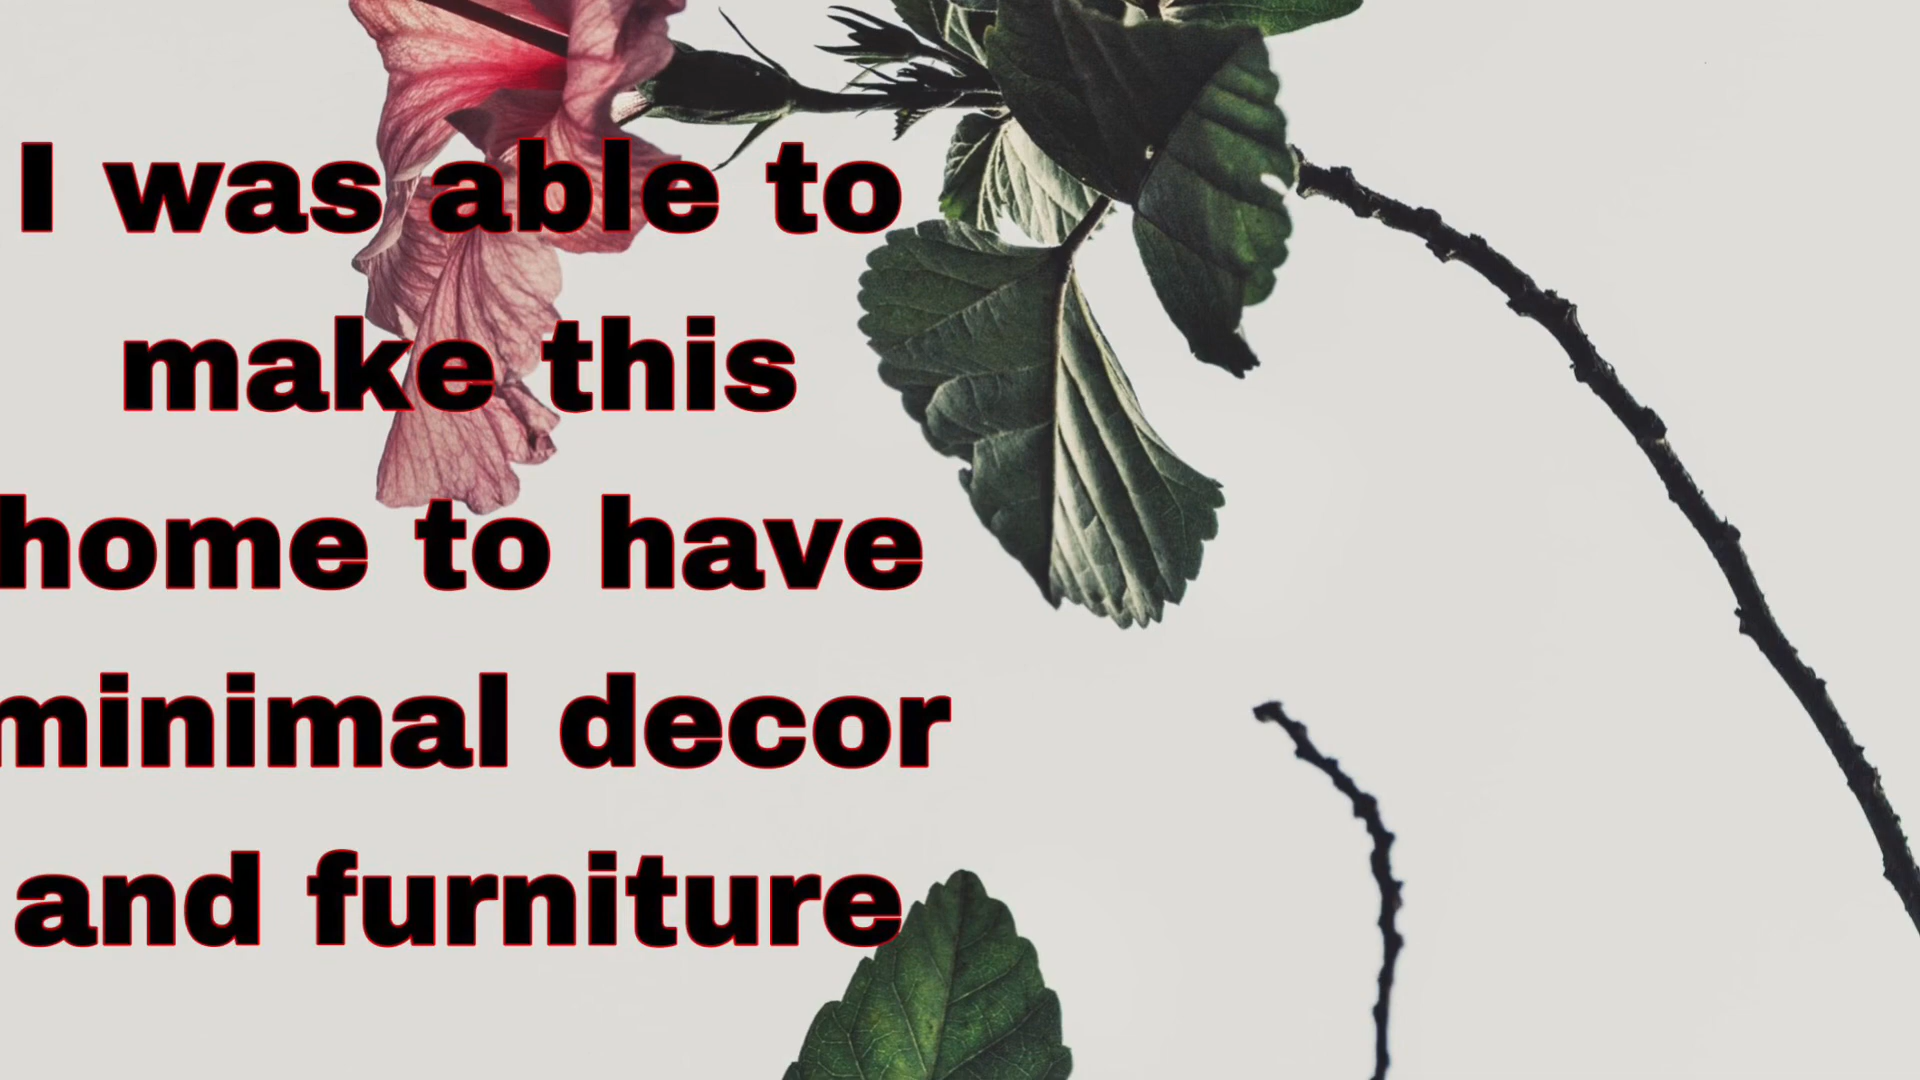 I was able to
make this
home to have
minimal decor
and furniture